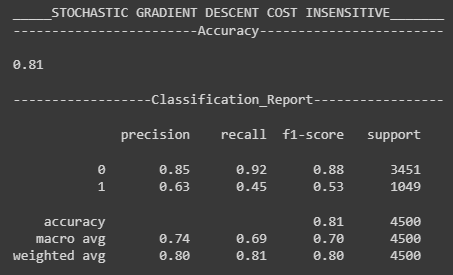 _____STOCHASTIC GRADIENT DESCENT COST INSENSITIVE_______
------------------------Accuracy------------------------
0.81
------------------Classification_Report-----------------
precision recall f1-score support
0 0.85 0.92 0.88 3451
1 0.63 0.45 0.53 1049
accuracy 0.81 4500
macro avg 0.74 0.69 0.70 4500
weighted avg 0.80 0.81 0.80 4500